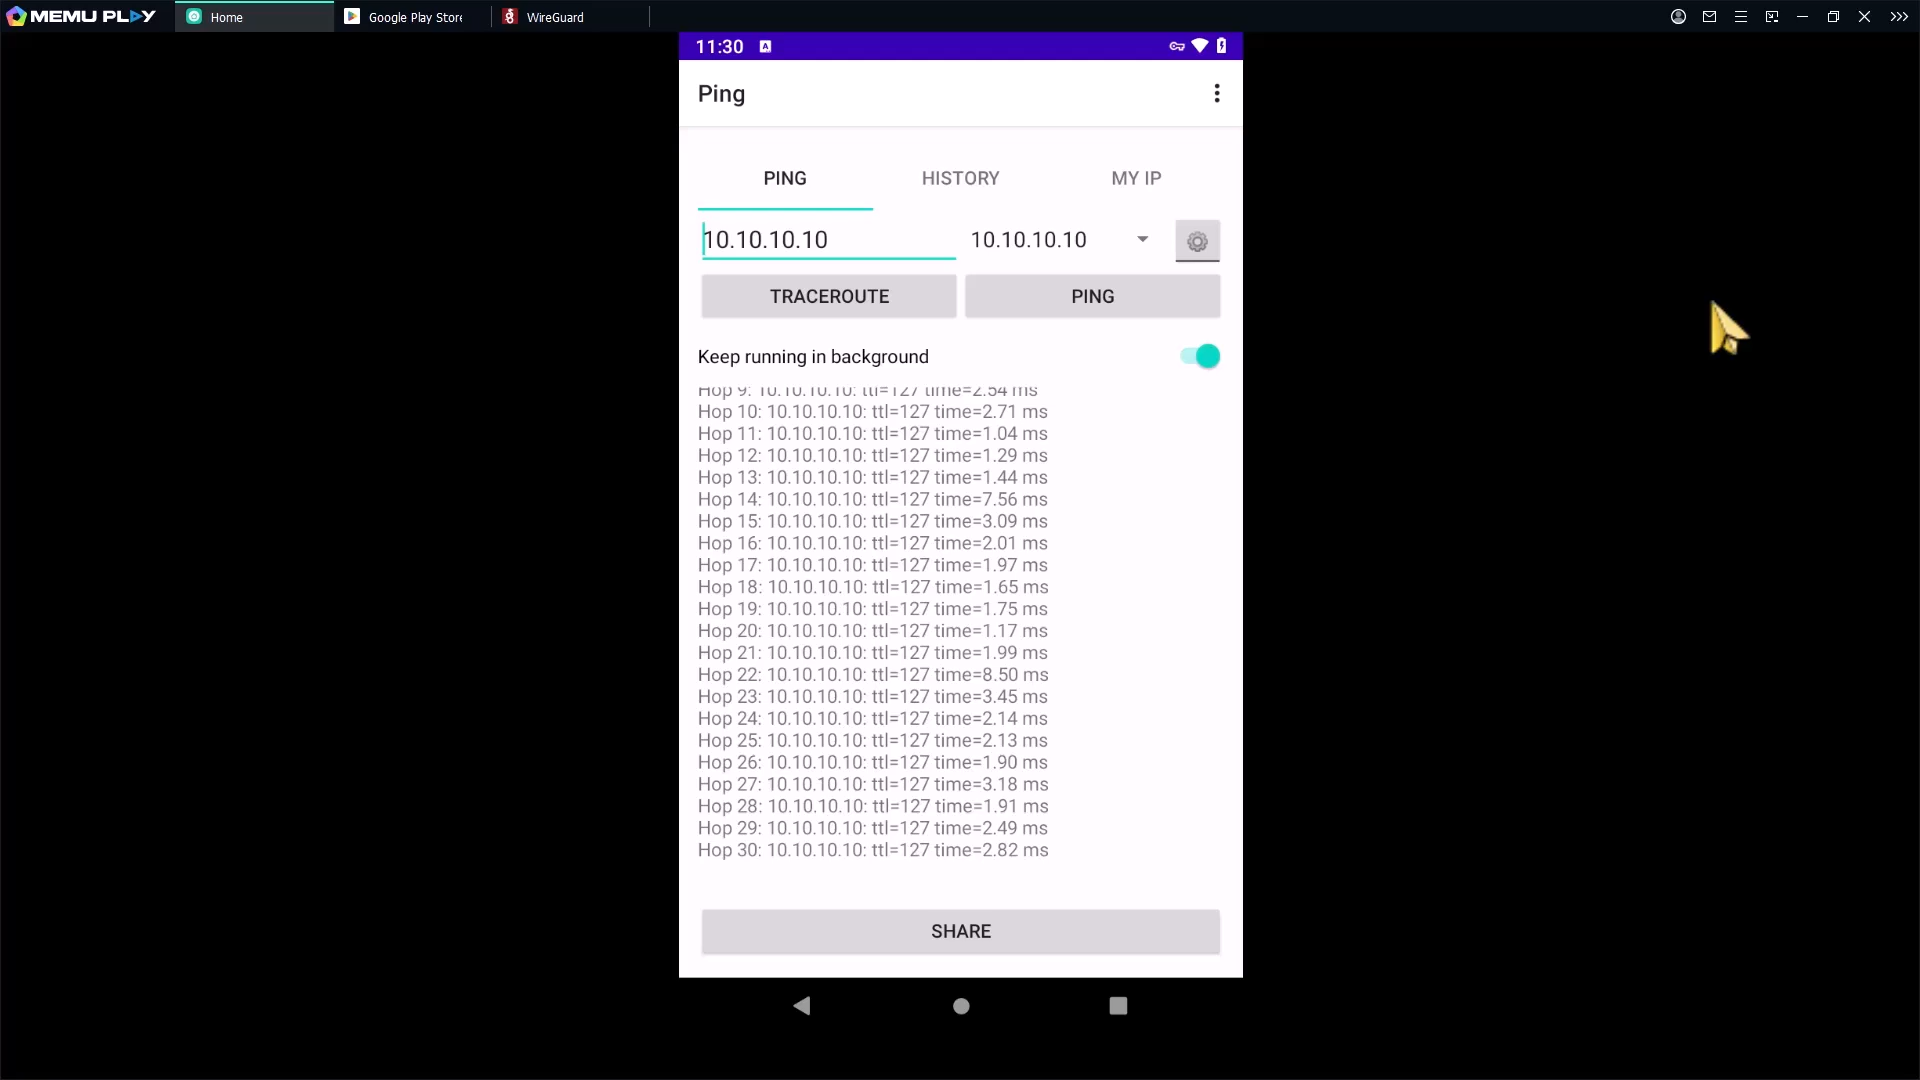 MEMU PLAY
Home
Google Play Store
WireGuard
11:30
A
Ping
PING
HISTORY
MY IP
10.10.10.10
10.10.10.10
TRACEROUTE
PING
Keep running in background
Hop 9: 10.10.10.10: ttl=127 time=2.54 ms
Hop 10: 10.10.10.10: ttl=127 time=2.71 ms
Hop 11: 10.10.10.10: ttl=127 time=1.04 ms
Hop 12: 10.10.10.10: ttl=127 time=1.29 ms
Hop 13: 10.10.10.10: ttl=127 time=1.44 ms
Hop 14: 10.10.10.10: ttl=127 time=7.56 ms
Hop 15: 10.10.10.10: ttl=127 time=3.09 ms
Hop 16: 10.10.10.10: ttl=127 time=2.01 ms
Hop 17: 10.10.10.10: ttl=127 time=1.97 ms
Hop 18: 10.10.10.10: ttl=127 time=1.65 ms
Hop 19: 10.10.10.10: ttl=127 time=1.75 ms
Hop 20: 10.10.10.10: ttl=127 time=1.17 ms
Hop 21: 10.10.10.10: ttl=127 time=1.99 ms
Hop 22: 10.10.10.10: ttl=127 time=8.50 ms
Hop 23: 10.10.10.10: ttl=127 time=3.45 ms
Hop 24: 10.10.10.10: ttl=127 time=2.14 ms
Hop 25: 10.10.10.10: ttl=127 time=2.13 ms
Hop 26: 10.10.10.10: ttl=127 time=1.90 ms
Hop 27: 10.10.10.10: ttl=127 time=3.18 ms
Hop 28: 10.10.10.10: ttl=127 time=1.91 ms
Hop 29: 10.10.10.10: ttl=127 time=2.49 ms
Hop 30: 10.10.10.10: ttl=127 time=2.82 ms
SHARE